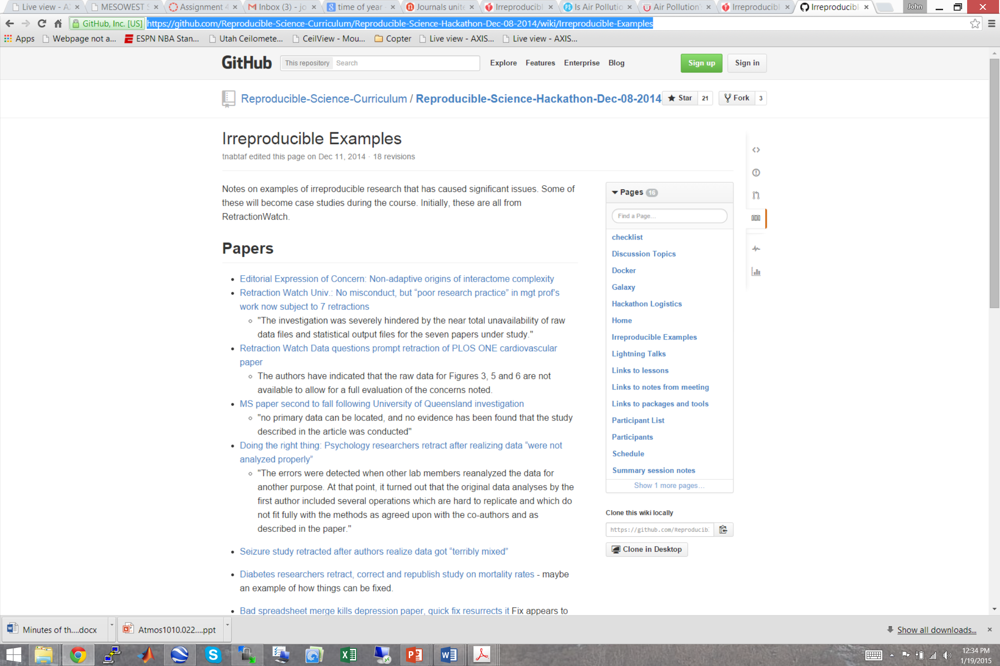 Live view - A
MESOWEST S
Assignment 4
Inbox (3) - jo
time of year -
Journals unite
Irreproducibl
Is Air Pollutio
Air Pollution's
Irreproducibl
Irreproducibl
John
GitHub, Inc. [US]
https://github.com/Reproducible-Science-Curriculum/Reproducible-Science-Hackathon-Dec-08-2014/wiki/Irreproducible-Examples
Apps
Webpage not a...
ESPN NBA Stan...
Utah Ceilomete...
CeilView - Mou...
Copter
Live view - AXIS...
Live view - AXIS...
GitHub
This repository
Search
Explore
Features
Enterprise
Blog
Sign up
Sign in
Reproducible-Science-Curriculum / Reproducible-Science-Hackathon-Dec-08-2014
Star
21
Fork
3
Irreproducible Examples
tnabtaf edited this page on Dec 11, 2014 · 18 revisions
Notes on examples of irreproducible research that has caused significant issues. Some of
these will become case studies during the course. Initially, these are all from
RetractionWatch.
Papers
• Editorial Expression of Concern: Non-adaptive origins of interactome complexity
• Retraction Watch Univ.: No misconduct, but “poor research practice” in mgt prof’s
work now subject to 7 retractions
◦ "The investigation was severely hindered by the near total unavailability of raw
data files and statistical output files for the seven papers under study."
• Retraction Watch Data questions prompt retraction of PLOS ONE cardiovascular
paper
◦ The authors have indicated that the raw data for Figures 3, 5 and 6 are not
available to allow for a full evaluation of the concerns noted.
• MS paper second to fall following University of Queensland investigation
◦ "no primary data can be located, and no evidence has been found that the study
described in the article was conducted"
• Doing the right thing: Psychology researchers retract after realizing data “were not
analyzed properly”
◦ "The errors were detected when other lab members reanalyzed the data for
another purpose. At that point, it turned out that the original data analyses by the
first author included several operations which are hard to replicate and which do
not fit fully with the methods as agreed upon with the co-authors and as
described in the paper."
• Seizure study retracted after authors realize data got “terribly mixed”
• Diabetes researchers retract, correct and republish study on mortality rates - maybe
an example of how things can be fixed.
• Bad spreadsheet merge kills depression paper, quick fix resurrects it Fix appears to
Pages 16
Find a Page...
checklist
Discussion Topics
Docker
Galaxy
Hackathon Logistics
Home
Irreproducible Examples
Lightning Talks
Links to lessons
Links to notes from meeting
Links to packages and tools
Participant List
Participants
Schedule
Summary session notes
Show 1 more pages…
Clone this wiki locally
https://github.com/Reproducib
Clone in Desktop
Minutes of th....docx
Atmos1010.022....ppt
Show all downloads...
12:34 PM
1/19/2015